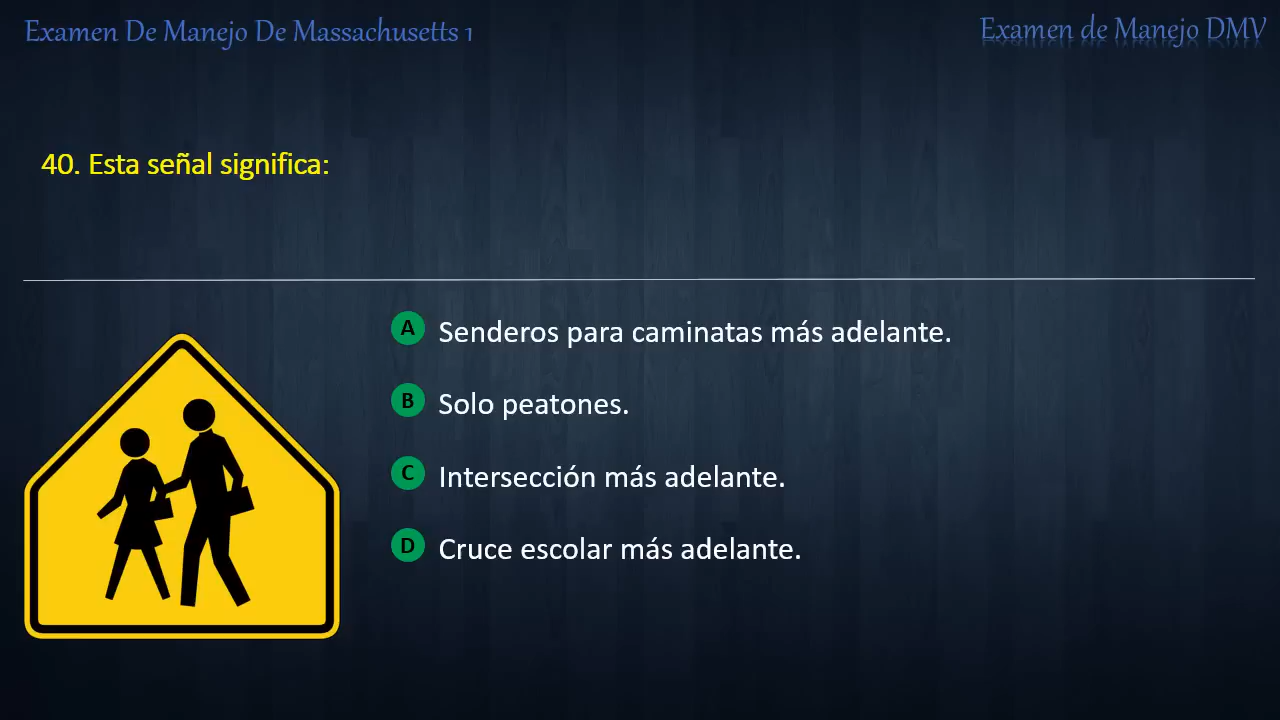 Examen De Manejo De Massachusetts 1
Examen de Manejo DMV
40. Esta señal significa:
A Senderos para caminatas más adelante.
B Solo peatones.
C Intersección más adelante.
D Cruce escolar más adelante.